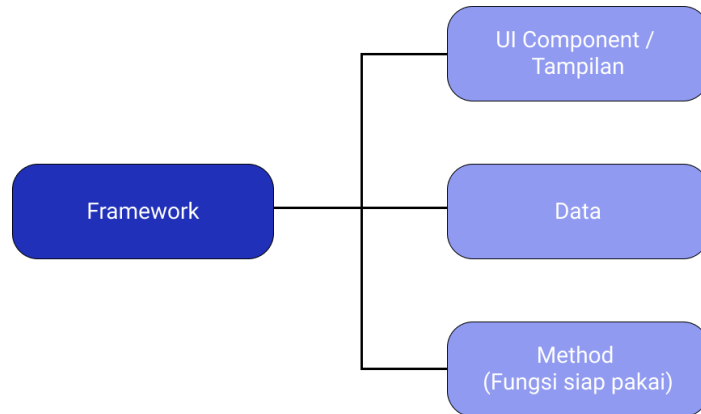 UI Component /
Tampilan
Framework
Data
Method
(Fungsi siap pakai)